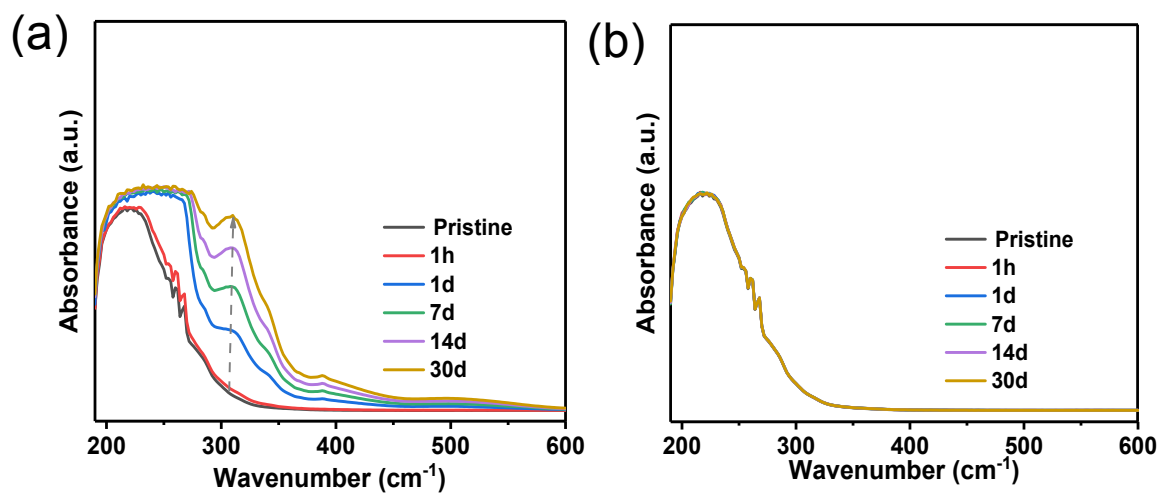 (a)
Absorbance (a.u.)
Pristine
1h
1d
7d
14d
30d
200 300 400 500 600
Wavenumber (cm⁻¹)
(b)
Absorbance (a.u.)
Pristine
1h
1d
7d
14d
30d
200 300 400 500 600
Wavenumber (cm⁻¹)